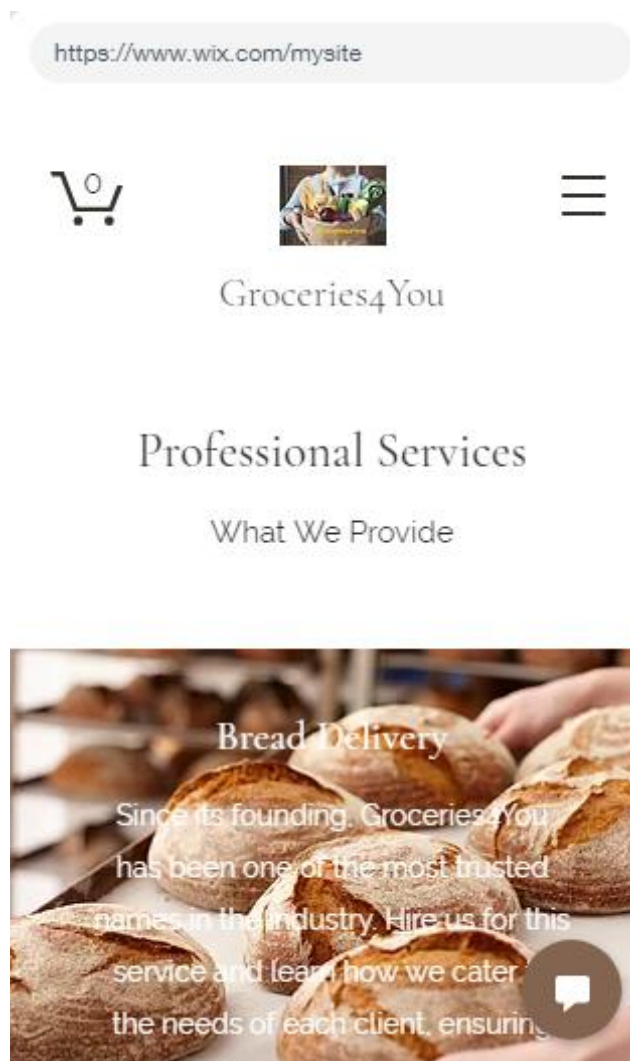 https://www.wix.com/mysite
0
Groceries4You
Professional Services
What We Provide
Bread Delivery
Since its founding, Groceries4You
has been one of the most trusted
names in the industry. Hire us for this
service and learn how we cater
the needs of each client, ensuring